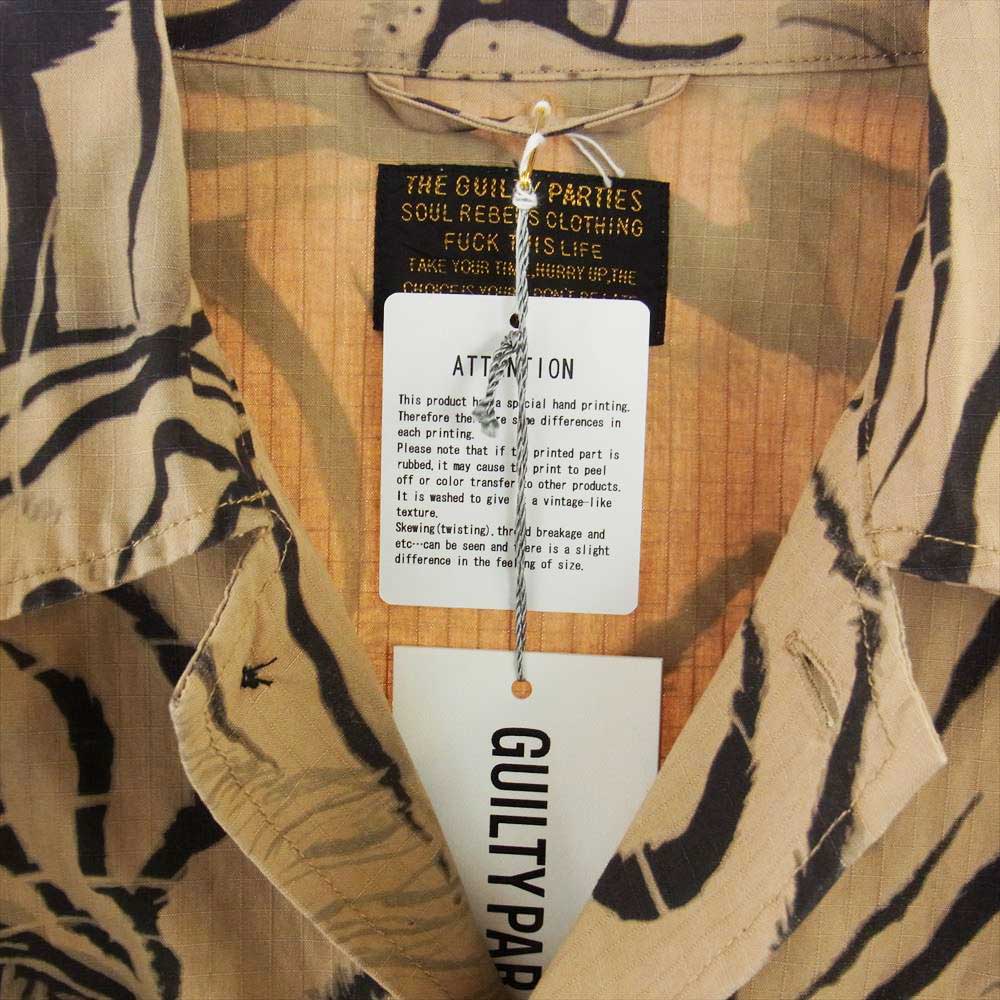 THE GUILTY PARTIES
SOUL REBELS CLOTHING
FUCK THIS LIFE
TAKE YOUR TIME, HURRY UP, THE
CHOICE IS YOURS DON'T BE LATE
ATTENTION
This product has a special hand printing.
Therefore there are some differences in
each printing.
Please note that if the printed part is
rubbed, it may cause the print to peel
off or color transfer to other products.
It is washed to give it a vintage-like
texture.
Skewing(twisting), thread breakage and
etc…can be seen and there is a slight
difference in the feeling of size.
GUILTY PAR